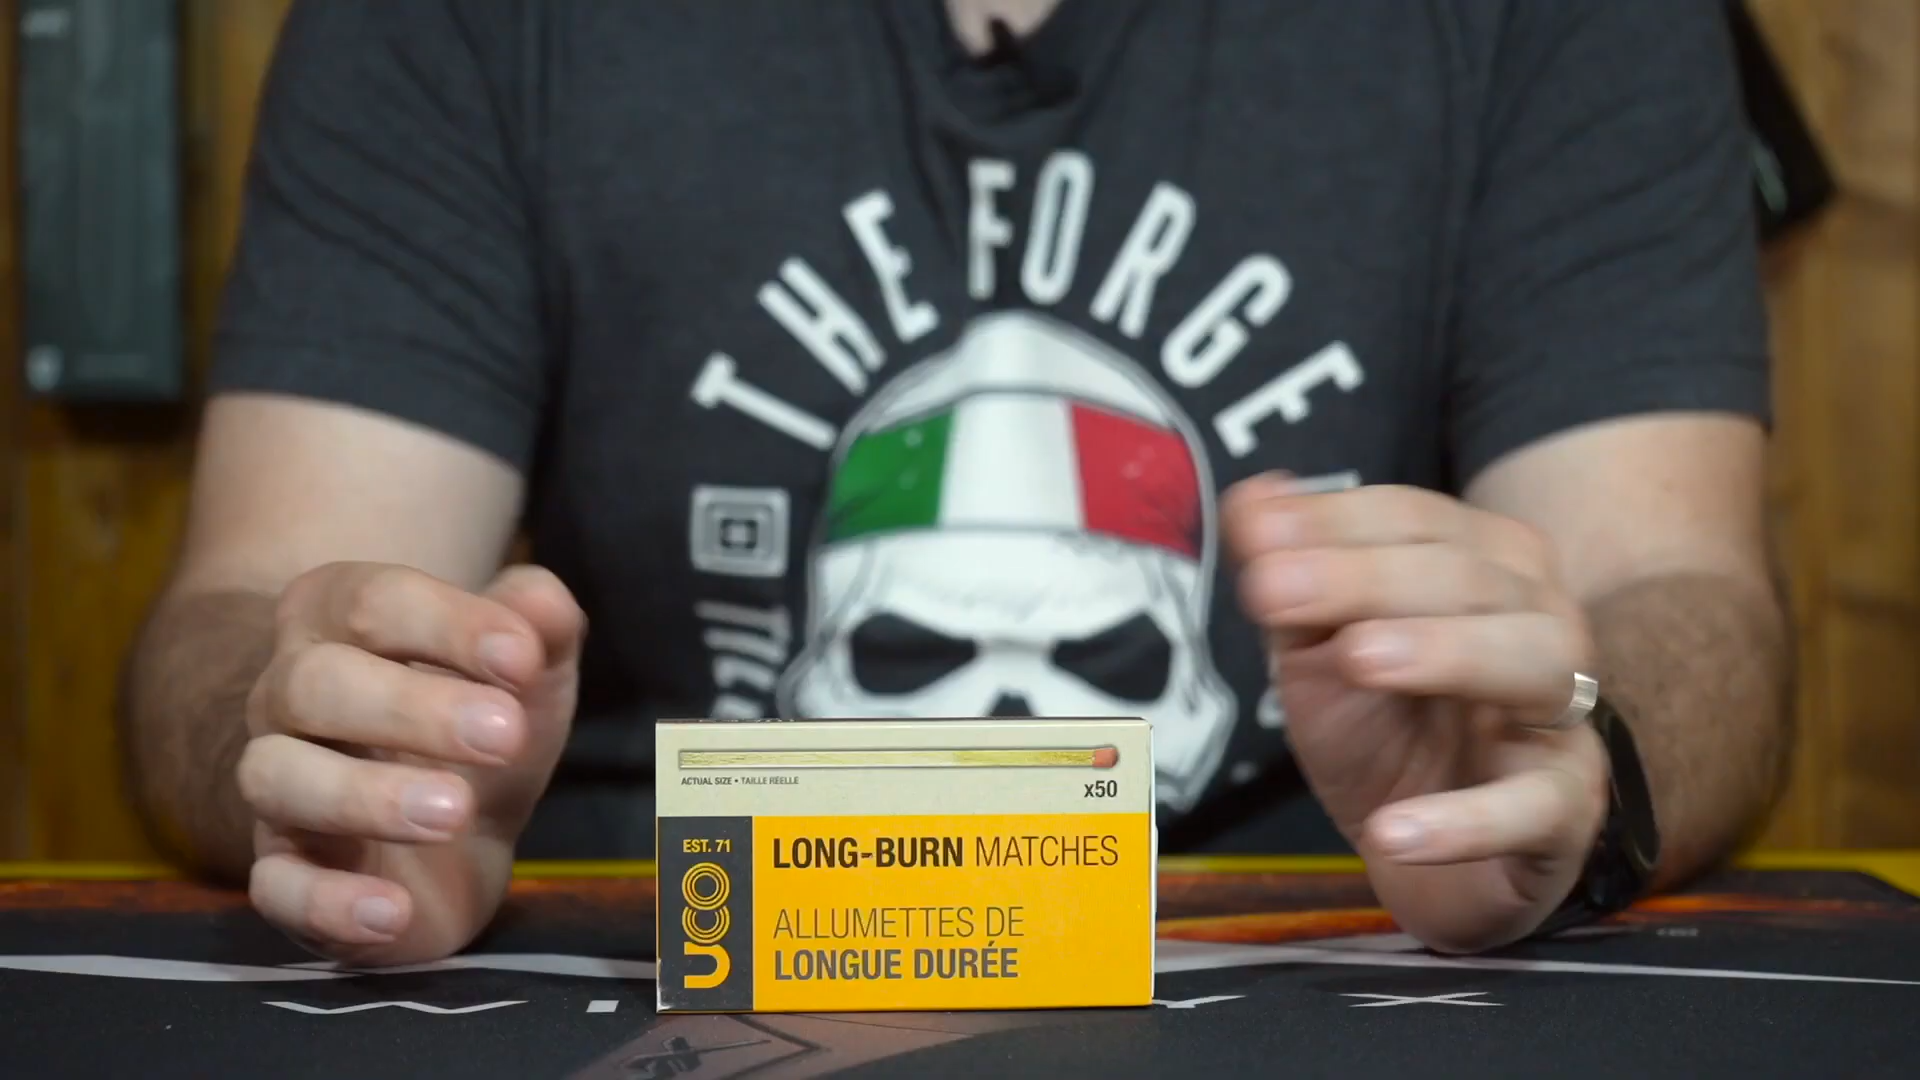 THE FORGE
ACTUAL SIZE • TAILLE RÉELLE
x50
EST. 71
UCO
LONG-BURN MATCHES
ALLUMETTES DE
LONGUE DURÉE